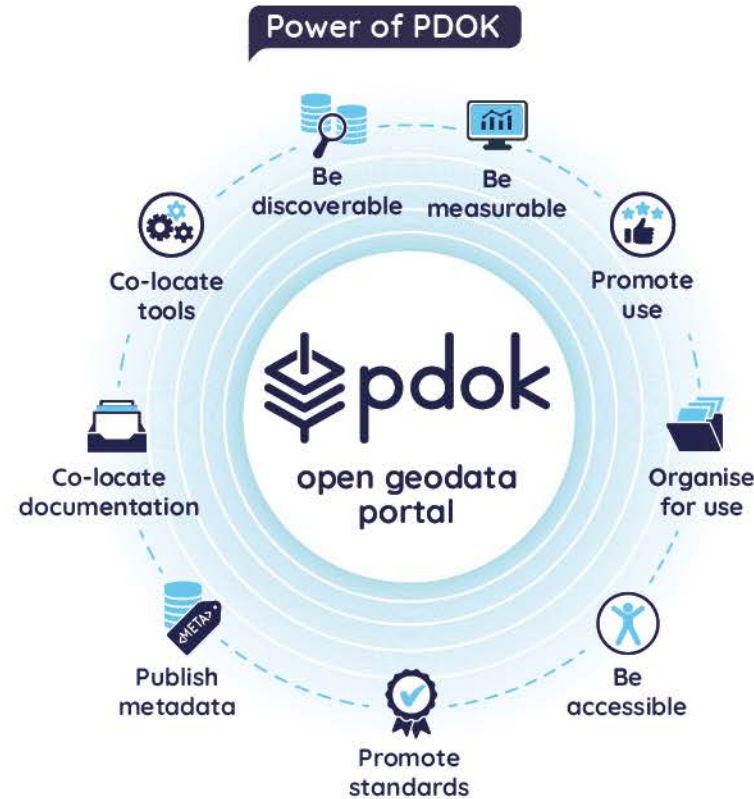 Power of PDOK
Be
discoverable
Be
measurable
Co-locate
tools
Promote
use
pdok
open geodata
portal
Co-locate
documentation
Organise
for use
<META>
Publish
metadata
Be
accessible
Promote
standards